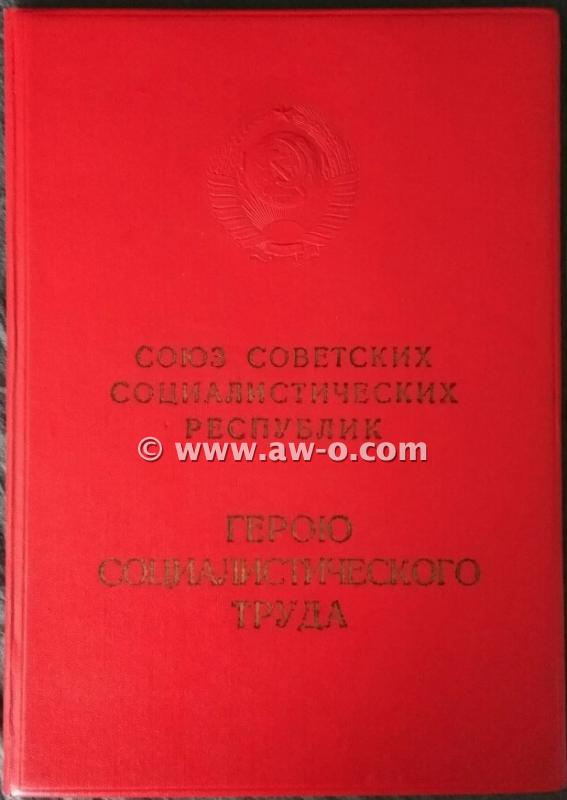 СОЮЗ СОВЕТСКИХ
СОЦИАЛИСТИЧЕСКИХ
РЕСПУБЛИК
© www.aw-o.com
ГЕРОЮ
СОЦИАЛИСТИЧЕСКОГО
ТРУДА